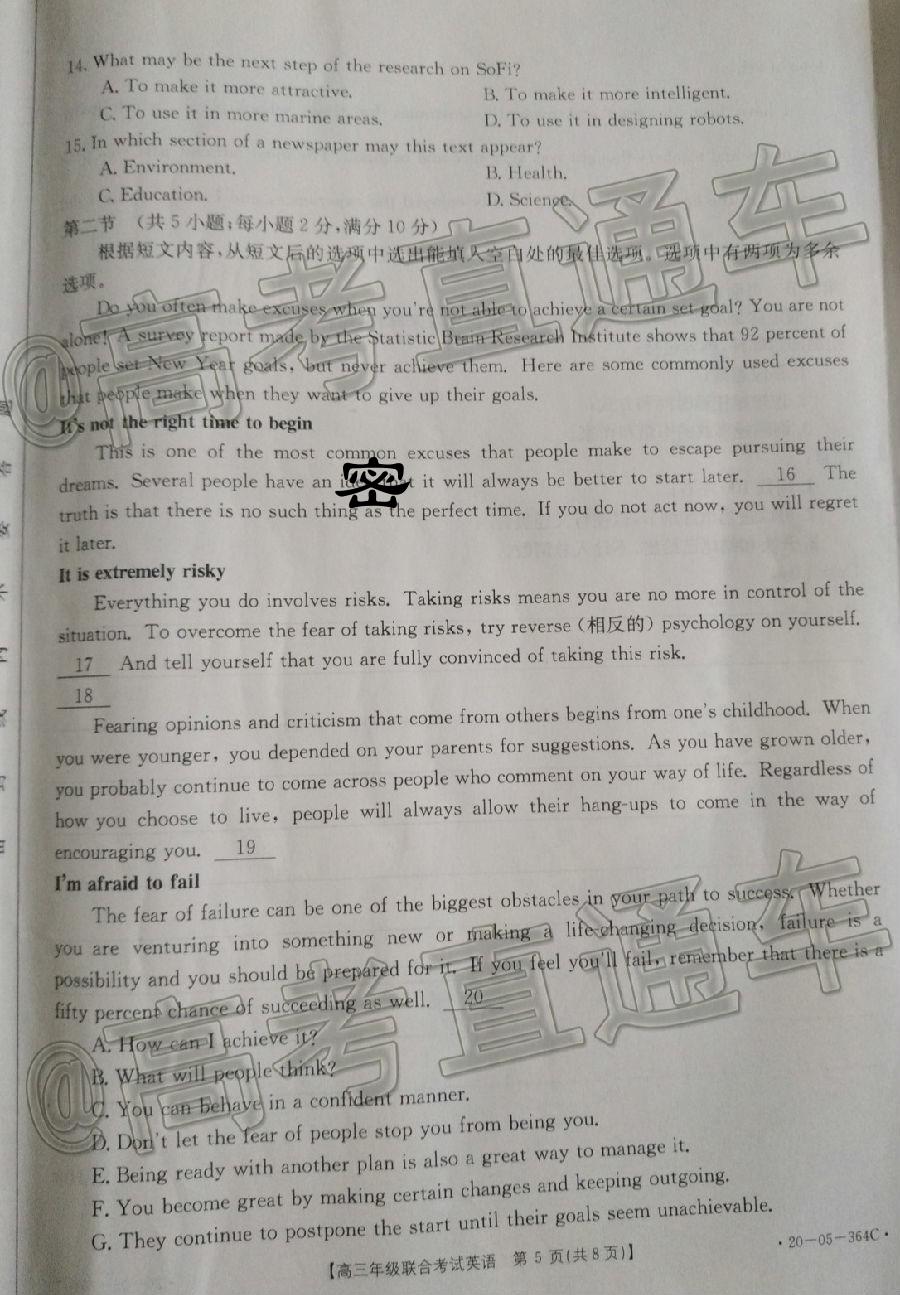 14. What may be the next step of the research on SoFi?
A. To make it more attractive. B. To make it more intelligent.
C. To use it in more marine areas. D. To use it in designing robots.
15. In which section of a newspaper may this text appear?
A. Environment. B. Health.
C. Education. D. Science.
第二节 (共5小题;每小题2分,满分10分)
根据短文内容,从短文后的选项中选出能填入空白处的最佳选项。选项中有两项为多余
选项。
Do you often make excuses when you're not able to achieve a certain set goal? You are not
alone! A survey report made by the Statistic Brain Research Institute shows that 92 percent of
people set New Year goals, but never achieve them. Here are some commonly used excuses
that people make when they want to give up their goals.
It's not the right time to begin
This is one of the most common excuses that people make to escape pursuing their
dreams. Several people have an it will always be better to start later. 16 The
truth is that there is no such thing as the perfect time. If you do not act now, you will regret
it later.
It is extremely risky
Everything you do involves risks. Taking risks means you are no more in control of the
situation. To overcome the fear of taking risks, try reverse (相反的) psychology on yourself.
17 And tell yourself that you are fully convinced of taking this risk.
18
Fearing opinions and criticism that come from others begins from one's childhood. When
you were younger, you depended on your parents for suggestions. As you have grown older,
you probably continue to come across people who comment on your way of life. Regardless of
how you choose to live, people will always allow their hang-ups to come in the way of
encouraging you. 19
I'm afraid to fail
The fear of failure can be one of the biggest obstacles in your path to success. Whether
you are venturing into something new or making a life-changing decision, failure is a
possibility and you should be prepared for it. If you feel you'll fail, remember that there is a
fifty percent chance of succeeding as well. 20
A. How can I achieve it?
B. What will people think?
C. You can behave in a confident manner.
D. Don't let the fear of people stop you from being you.
E. Being ready with another plan is also a great way to manage it.
F. You become great by making certain changes and keeping outgoing.
G. They continue to postpone the start until their goals seem unachievable.
【高三年级联合考试英语 第5页(共8页)】
·20-05-364C·
@高考直通车
@高考直通车
密